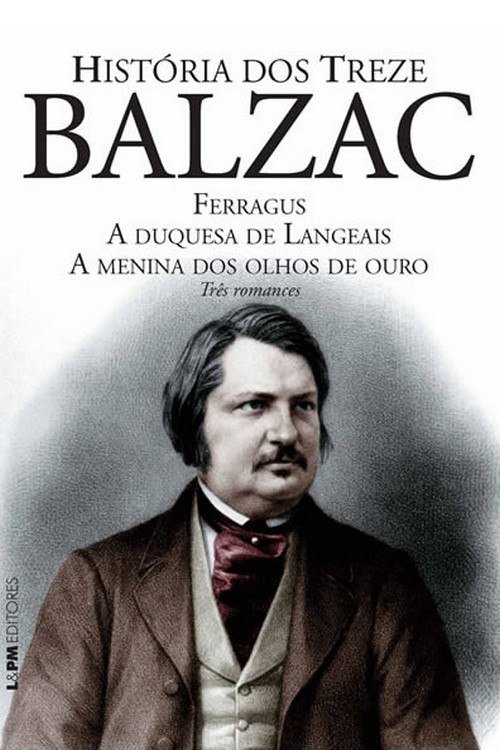 HISTÓRIA DOS TREZE
BALZAC
FERRAGUS
A DUQUESA DE LANGEAIS
A MENINA DOS OLHOS DE OURO
Três romances
L&PM EDITORES